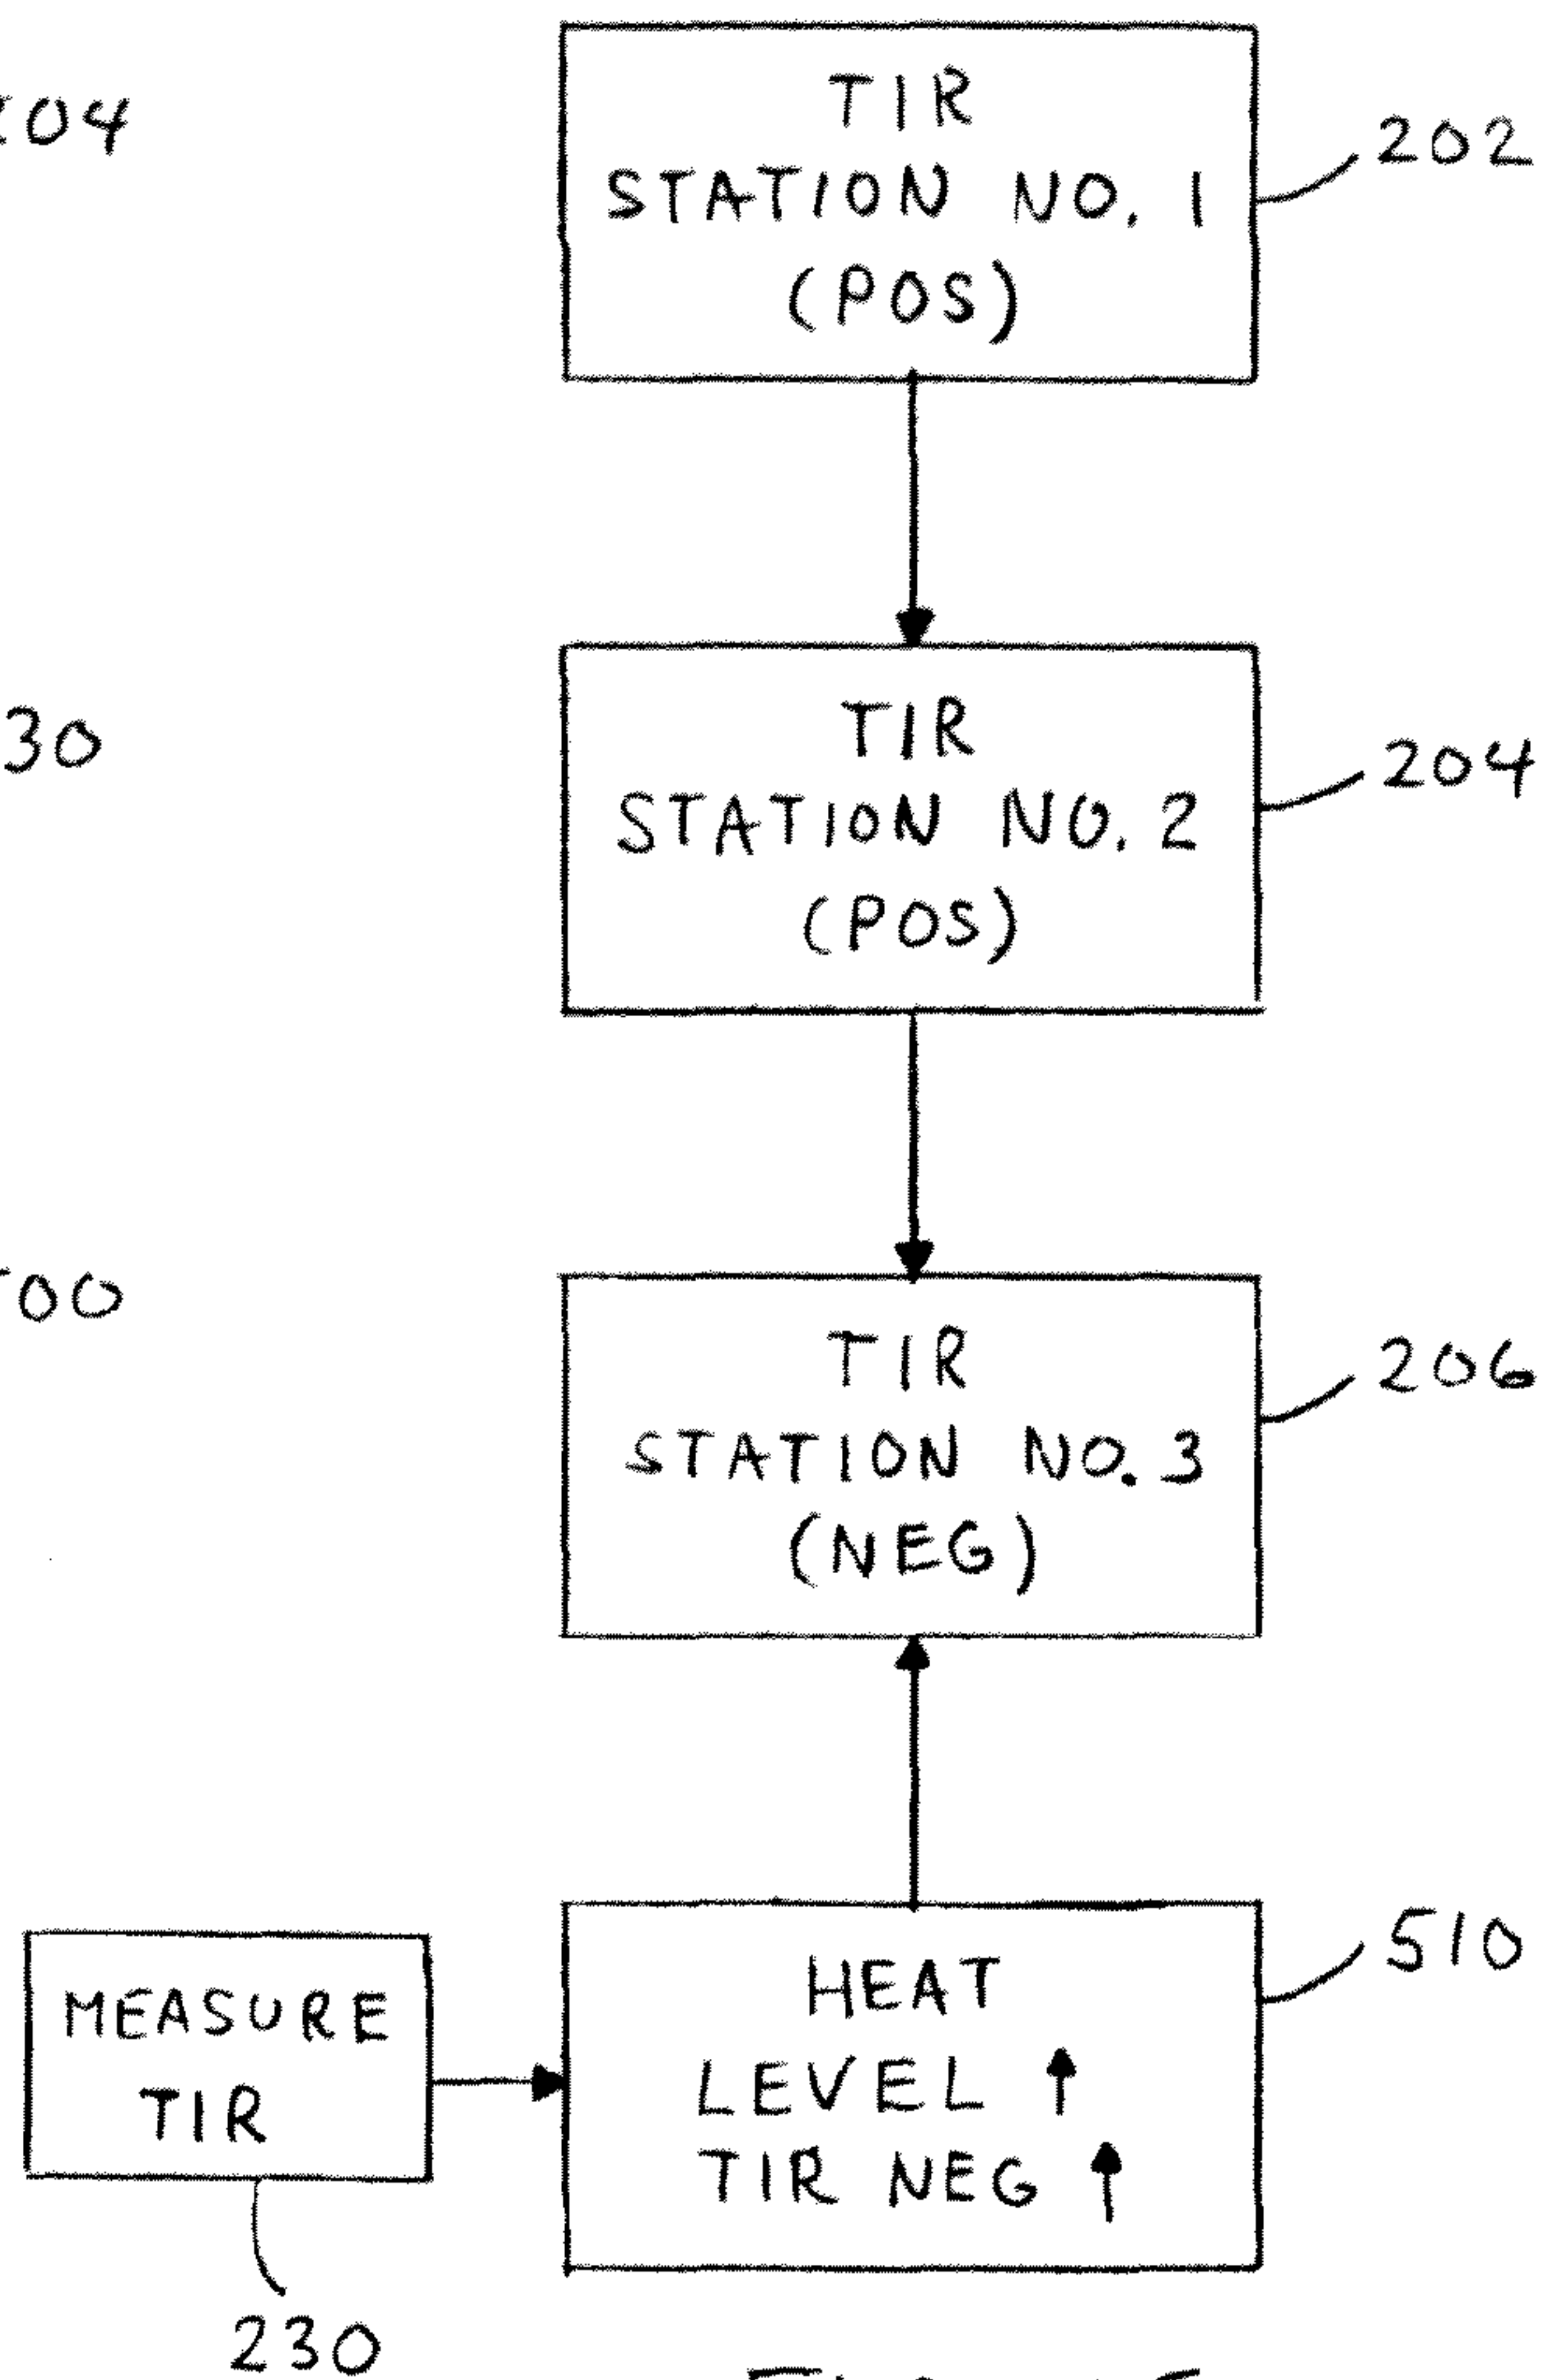 TIR
STATION NO. 1
(POS)
202
TIR
STATION NO. 2
(POS)
204
30
TIR
STATION NO. 3
(NEG)
206
00
MEASURE
TIR
230
HEAT
LEVEL ↑
TIR NEG ↑
510
04